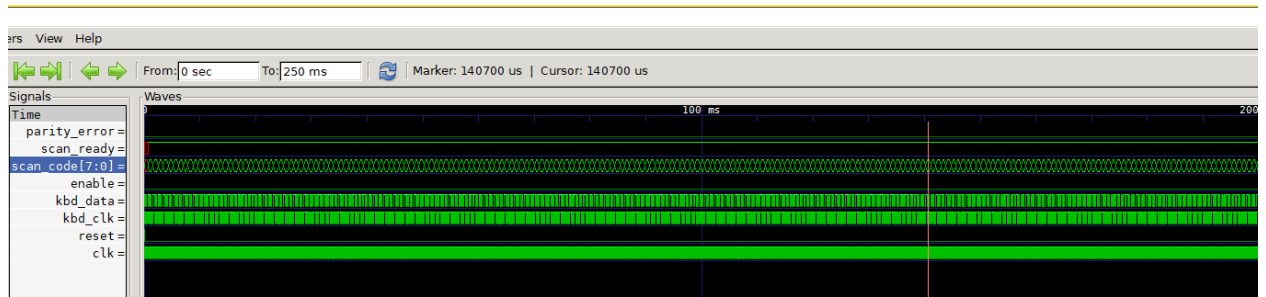 ers View Help
From: 0 sec To: 250 ms Marker: 140700 us | Cursor: 140700 us
Signals Waves
Time 0 100 ms 200
parity_error=
scan_ready=
scan_code[7:0]=
enable=
kbd_data=
kbd_clk=
reset=
clk=